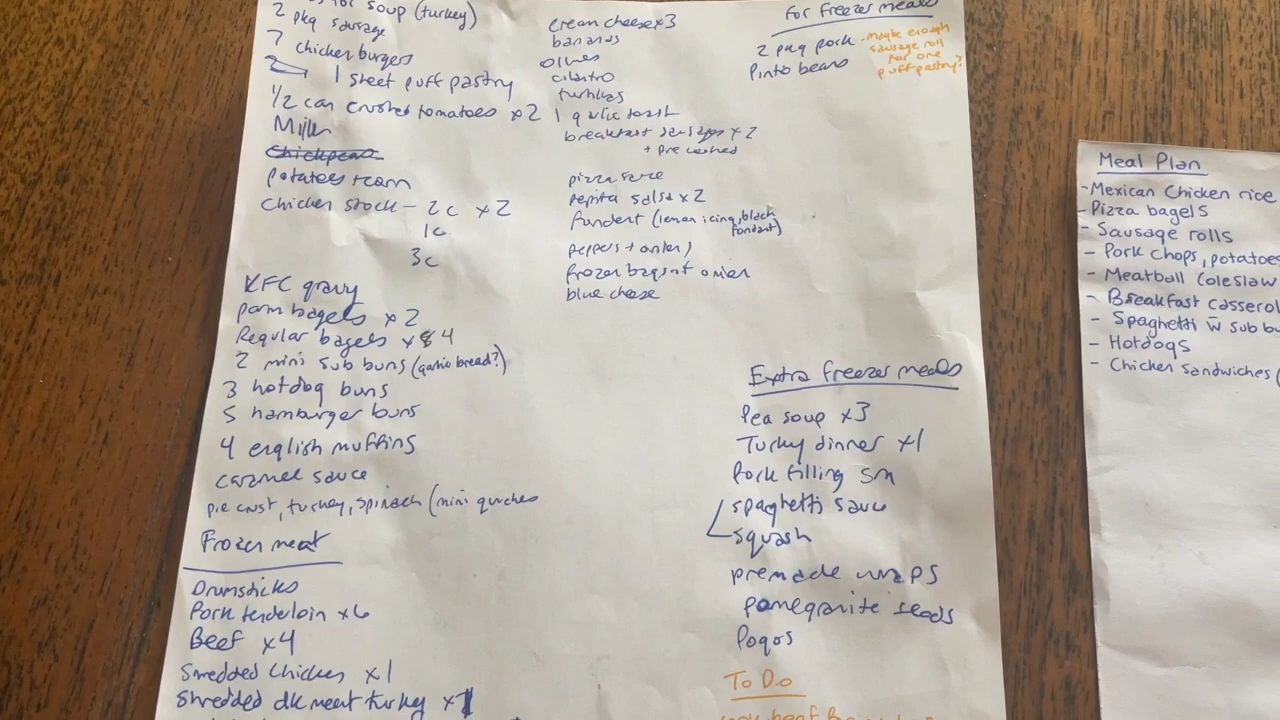 for soup (turkey)
2 pkg sausage
7 chicken burgers
1 sheet puff pastry
1/2 can crushed tomatoes x2
Milk
Chickpeas
potatoes + corn
Chicken stock - 2c x2
1c
3c
KFC gravy
parm bagels x2
Regular bagels x 4
2 mini sub buns (garlic bread?)
3 hotdog buns
5 hamburger buns
4 english muffins
caramel sauce
pie crust, turkey, spinach (mini quiches
Frozen meat
Drumsticks
Pork tenderloin x6
Beef x4
Shredded Chicken x1
Shredded dk meat turkey x1
cream cheese x3
bananas
olives
cilantro
tortillas
1 garlic toast
breakfast sausages x2
+ pre cooked
pizza sauce
pepita salsa x2
fondant (lemon icing, black
fondant)
peppers + onions
frozen bags of onion
blue cheese
For freezer meals
2 pkg pork
Pinto beans
-maybe enough
sausage roll
for one
puff pastry?
Extra freezer meals
Pea soup x3
Turky dinner x1
Pork filling sm
spaghetti sauce
squash
premade wraps
pomegranite seeds
Pogos
To Do
Meal Plan
-Mexican Chicken rice
-Pizza bagels
- Sausage rolls
- Pork chops, potatoes
- Meatball Coleslaw
- Breakfast casserol
- Spaghetti w sub bu
- Hotdogs
- Chicken sandwiches (